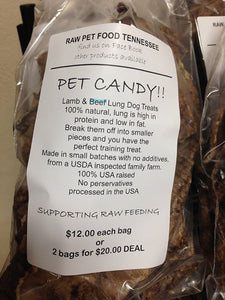 RAW PET FOOD TENNESSEE
find us on Face Book
other products available
PET CANDY!!
Lamb & Beef Lung Dog Treats
100% natural, lung is high in
protein and low in fat.
Break them off into smaller
pieces and you have the
perfect training treat.
Made in small batches with no additives,
from a USDA inspected family farm.
100% USA raised
No perservatives
processed in the USA
SUPPORTING RAW FEEDING
$12.00 each bag
or
2 bags for $20.00 DEAL